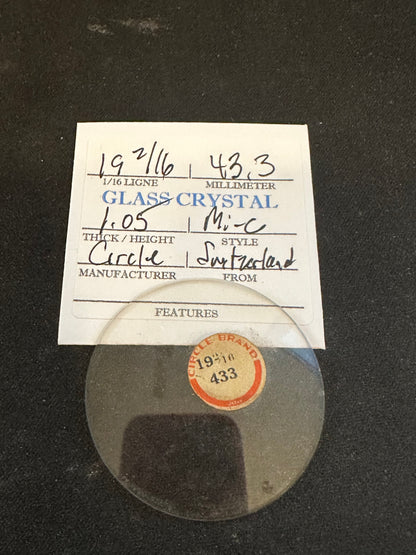 19 2/16 43.3
1/16 LIGNE MILLIMETER
GLASS CRYSTAL
1.05 Mi-C
THICK / HEIGHT STYLE
Circle Switzerland
MANUFACTURER FROM
FEATURES
CIRCLE BRAND
19 2/16
433